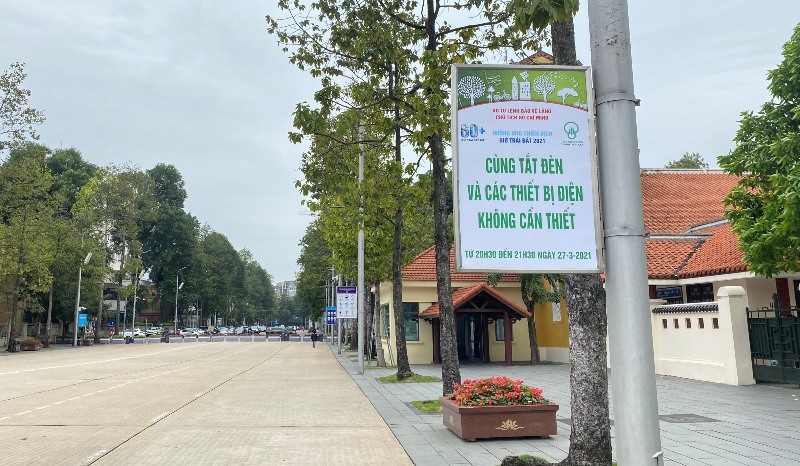 BỘ TƯ LỆNH BẢO VỆ LĂNG
CHỦ TỊCH HỒ CHÍ MINH
60+
HƯỞNG ỨNG CHIẾN DỊCH
GIỜ TRÁI ĐẤT 2021
CÙNG TẮT ĐÈN
VÀ CÁC THIẾT BỊ ĐIỆN
KHÔNG CẦN THIẾT
TỪ 20H30 ĐẾN 21H30 NGÀY 27-3-2021